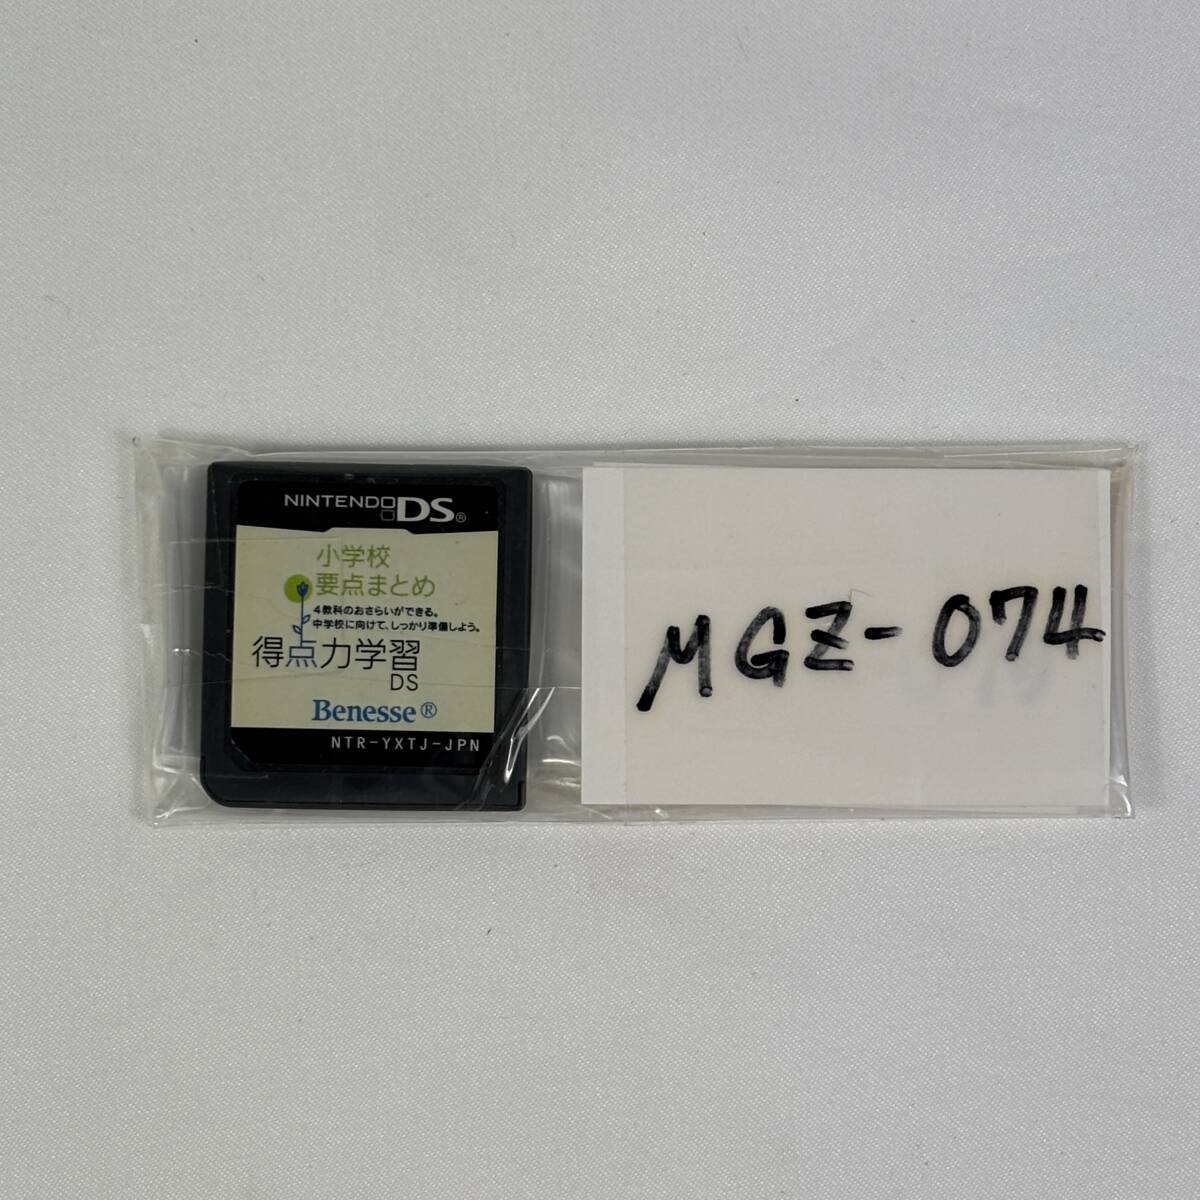 NINTENDO DS®
小学校
要点まとめ
4教科のおさらいができる。
中学校に向けて、しっかり準備しよう。
得点力学習
DS
Benesse®
NTR-YXTJ-JPN
MGZ-074